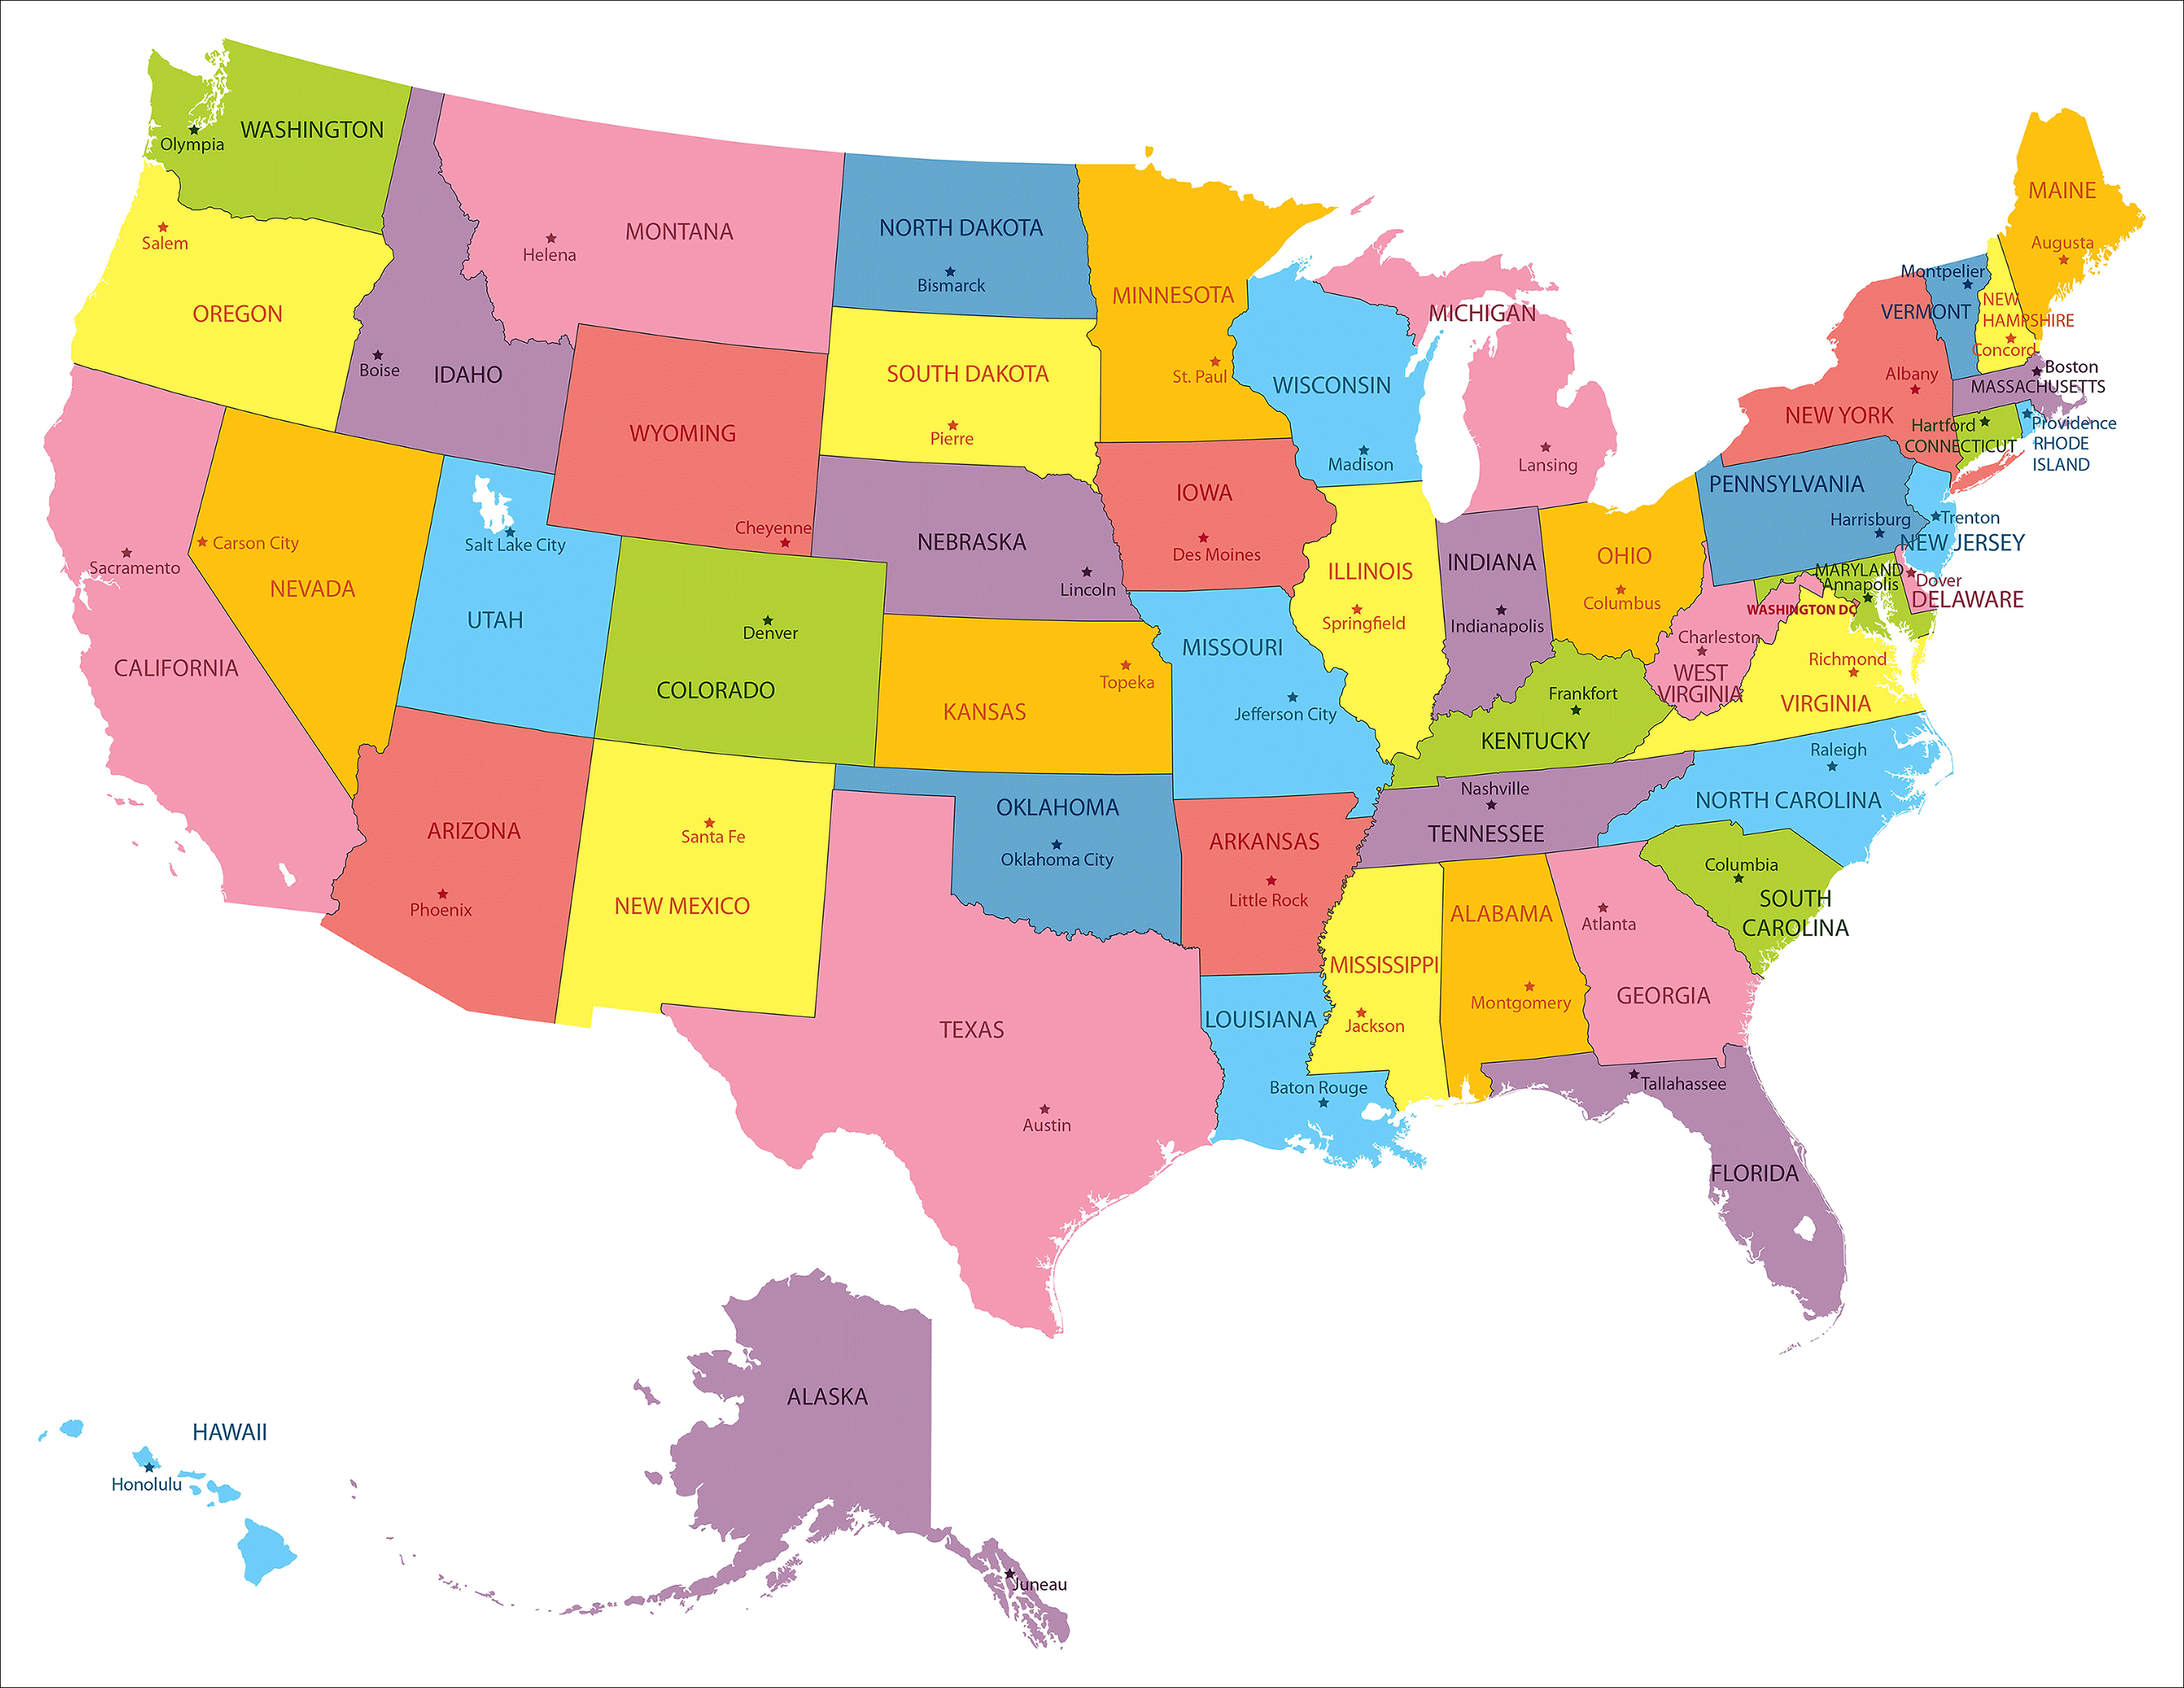 WASHINGTON
Olympia
MONTANA
Helena
NORTH DAKOTA
Bismarck
MINNESOTA
St. Paul
MAINE
Augusta
Salem
OREGON
Boise
IDAHO
WYOMING
Cheyenne
SOUTH DAKOTA
Pierre
WISCONSIN
Madison
MICHIGAN
Lansing
Montpelier
VERMONT
NEW
HAMPSHIRE
Concord
Albany
NEW YORK
Boston
MASSACHUSETTS
Hartford
CONNECTICUT
Providence
RHODE
ISLAND
Carson City
NEVADA
Sacramento
CALIFORNIA
Salt Lake City
UTAH
Denver
COLORADO
NEBRASKA
Lincoln
IOWA
Des Moines
ILLINOIS
Springfield
INDIANA
Indianapolis
OHIO
Columbus
PENNSYLVANIA
Harrisburg
Trenton
NEW JERSEY
MARYLAND
Annapolis
Dover
DELAWARE
WASHINGTON DC
Charleston
WEST
VIRGINIA
Richmond
VIRGINIA
KANSAS
Topeka
MISSOURI
Jefferson City
Frankfort
KENTUCKY
Nashville
TENNESSEE
Raleigh
NORTH CAROLINA
ARIZONA
Phoenix
Santa Fe
NEW MEXICO
OKLAHOMA
Oklahoma City
ARKANSAS
Little Rock
Columbia
SOUTH
CAROLINA
TEXAS
Austin
LOUISIANA
Baton Rouge
MISSISSIPPI
Jackson
ALABAMA
Montgomery
Atlanta
GEORGIA
Tallahassee
FLORIDA
ALASKA
Juneau
HAWAII
Honolulu